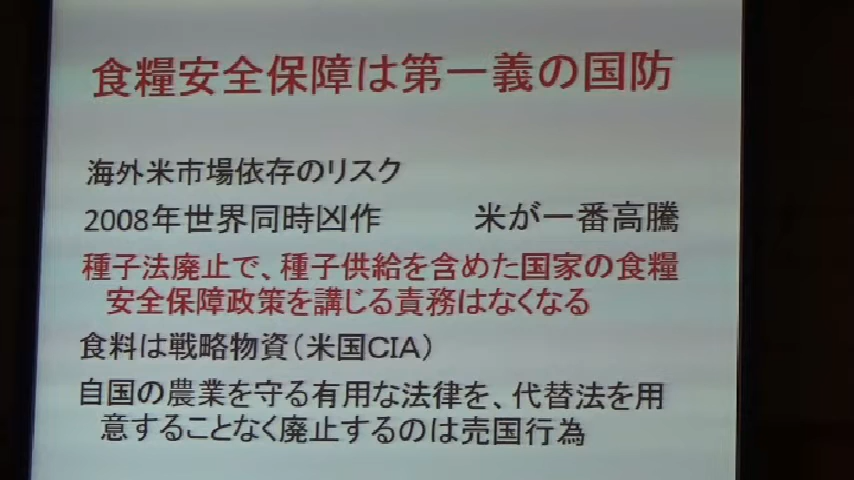 食糧安全保障は第一義の国防
海外米市場依存のリスク
2008年世界同時凶作 米が一番高騰
種子法廃止で、種子供給を含めた国家の食糧
安全保障政策を講じる責務はなくなる
食料は戦略物資(米国CIA)
自国の農業を守る有用な法律を、代替法を用
意することなく廃止するのは売国行為